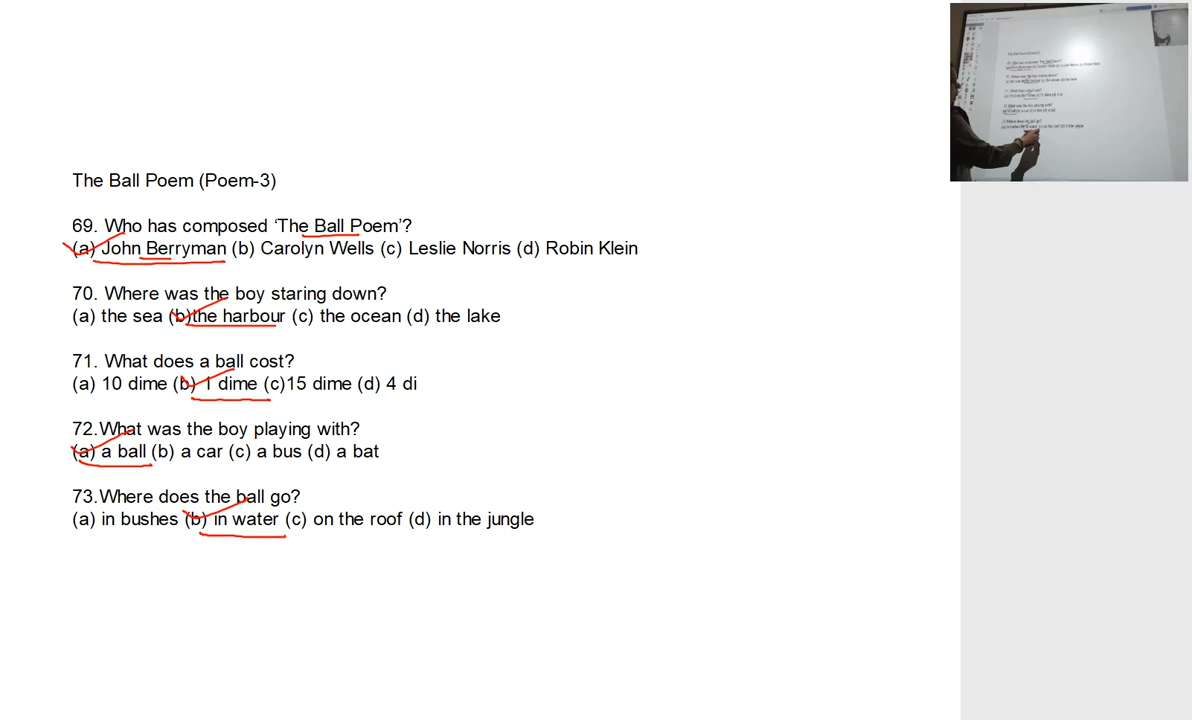 The Ball Poem (Poem-3)
69. Who has composed ‘The Ball Poem’?
(a) John Berryman (b) Carolyn Wells (c) Leslie Norris (d) Robin Klein
70. Where was the boy staring down?
(a) the sea (b)the harbour (c) the ocean (d) the lake
71. What does a ball cost?
(a) 10 dime (b) 1 dime (c)15 dime (d) 4 di
72.What was the boy playing with?
(a) a ball (b) a car (c) a bus (d) a bat
73.Where does the ball go?
(a) in bushes (b) in water (c) on the roof (d) in the jungle